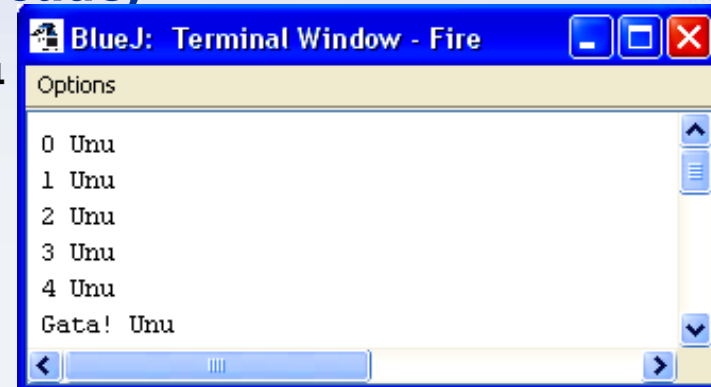 BlueJ: Terminal Window - Fire
Options
0 Unu
1 Unu
2 Unu
3 Unu
4 Unu
Gata! Unu